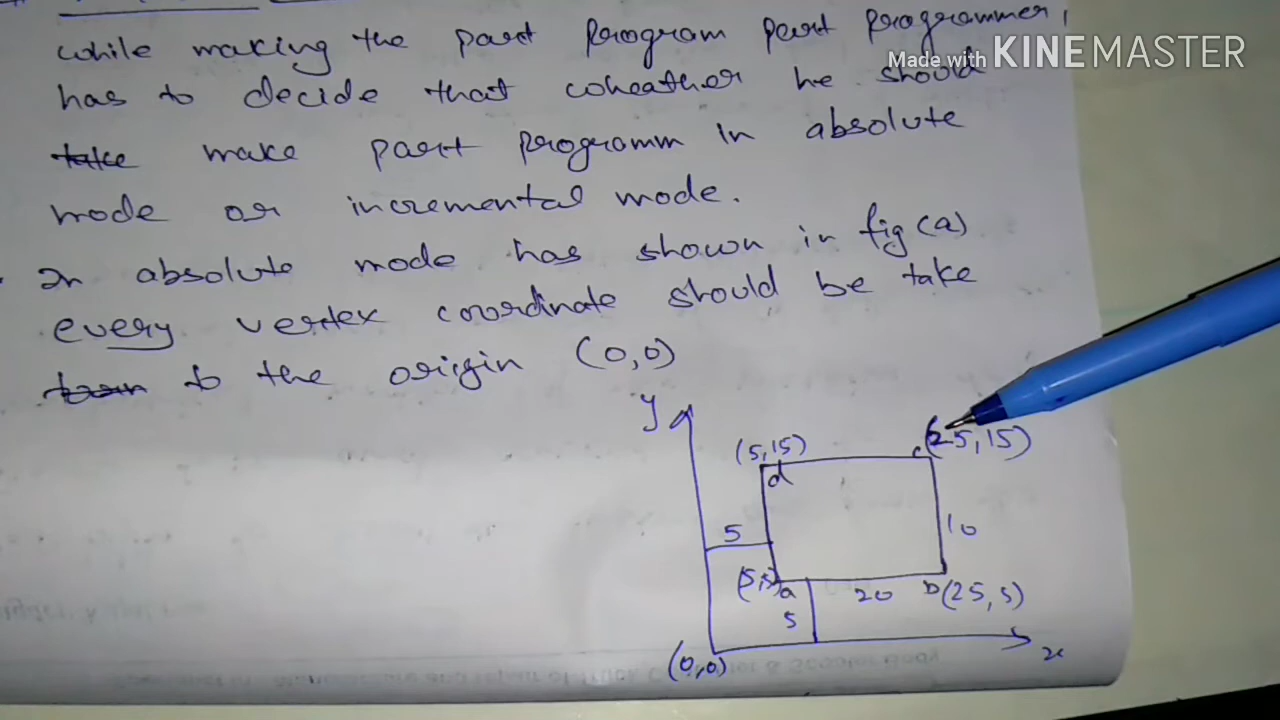 while making the part program part programmer,
Made with KINEMASTER
has to decide that wheather he should
take make part programm in absolute
mode or incremental mode.
In absolute mode has shown in fig (a)
every vertex coordinate should be take
to the origin (0,0)
y
(5,15)
c (25,15)
d
5
10
(5,5) a
20
b (25,5)
5
(0,0)
x